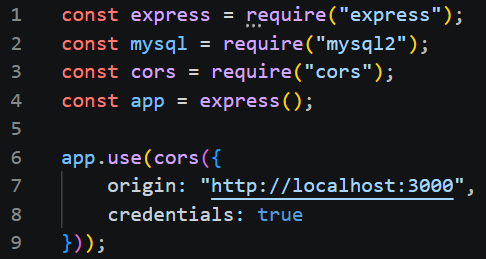 1 const express = require("express");
2 const mysql = require("mysql2");
3 const cors = require("cors");
4 const app = express();
5
6 app.use(cors({
7     origin: "http://localhost:3000",
8     credentials: true
9 }));